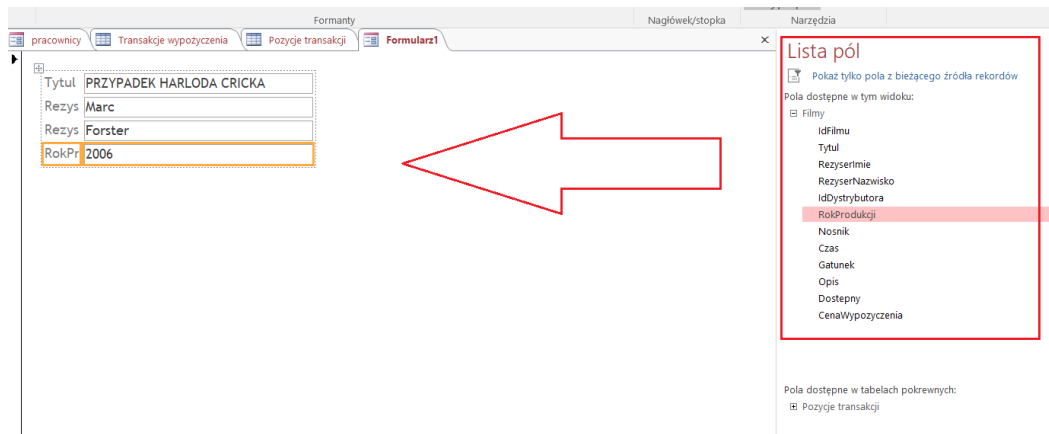 Formanty Nagłówek/stopka Narzędzia
pracownicy Transakcje wypożyczenia Pozycje transakcji Formularz1
Tytul PRZYPADEK HARLODA CRICKA
Rezys Marc
Rezys Forster
RokPr 2006
Lista pól
Pokaż tylko pola z bieżącego źródła rekordów
Pola dostępne w tym widoku:
Filmy
IdFilmu
Tytul
RezyserImie
RezyserNazwisko
IdDystrybutora
RokProdukcji
Nosnik
Czas
Gatunek
Opis
Dostepny
CenaWypozyczenia
Pola dostępne w tabelach pokrewnych:
Pozycje transakcji